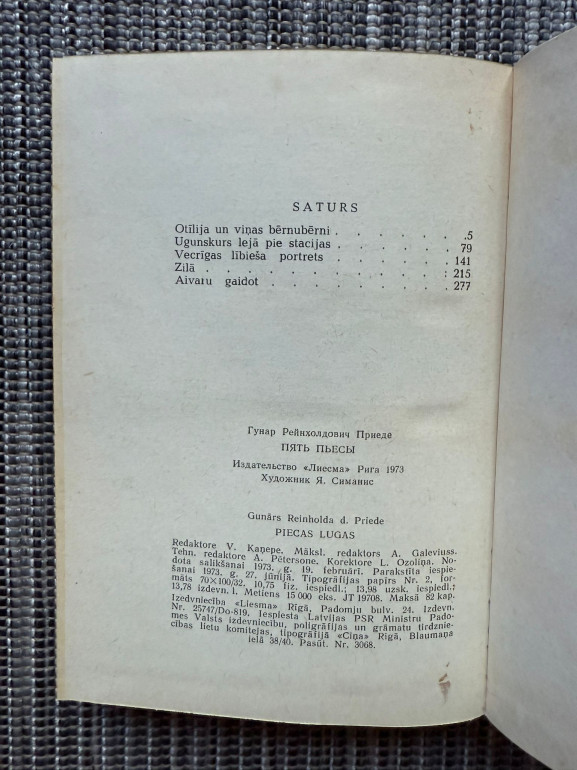 SATURS
Otīlija un viņas bērnubērni . . . . . . .5
Ugunskurs lejā pie stacijas . . . . . . 79
Vecrīgas lībieša portrets . . . . . . 141
Zilā . . . . . . . . . : 215
Aivaru gaidot . . . . . . . . 277
Гунар Рейнхолдович Приеде
ПЯТЬ ПЬЕСЫ
Издательство «Лиесма» Рига 1973
Художник Я. Симанис
Gunārs Reinholda d. Priede
PIECAS LUGAS
Redaktore V. Kaņepe. Māksl. redaktors A. Galeviuss.
Tehn. redaktore A. Pētersone. Korektore L. Ozoliņa. No-
dota salikšanai 1973. g. 19. februārī. Parakstīta iespie-
šanai 1973. g. 27. jūnijā. Tipogrāfijas papīrs Nr. 2, for-
māts 70×100/32. 10,75 fiz. iespiedl.; 13,98 uzsk. iespiedl.;
13,78 izdevn. l. Metiens 15 000 eks. JT 19708. Maksā 82 kap.
Izdevniecība «Liesma» Rīgā, Padomju bulv. 24. Izdevn.
Nr. 25747/Do-819. Iespiesta Latvijas PSR Ministru Pado-
mes Valsts izdevniecību, poligrāfijas un grāmatu tirdznie-
cības lietu komitejas, tipogrāfijā «Cīņa» Rīgā, Blaumaņa
ielā 38/40. Pasūt. Nr. 3068.